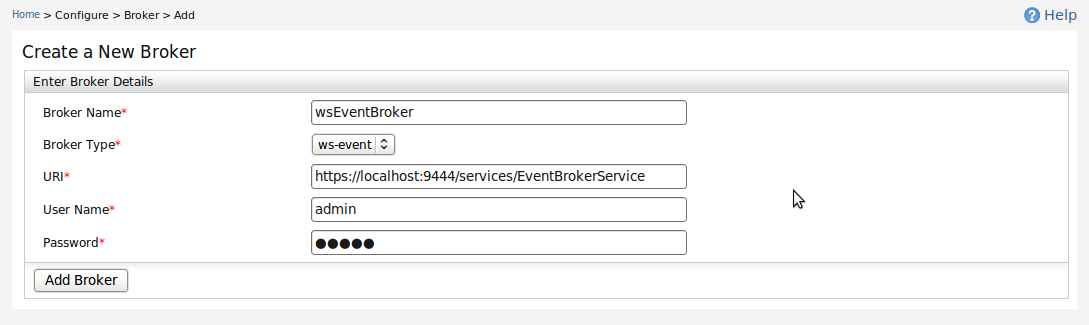 Home > Configure > Broker > Add
Help
Create a New Broker
Enter Broker Details
Broker Name* wsEventBroker
Broker Type* ws-event
URI* https://localhost:9444/services/EventBrokerService
User Name* admin
Password* ●●●●●
Add Broker